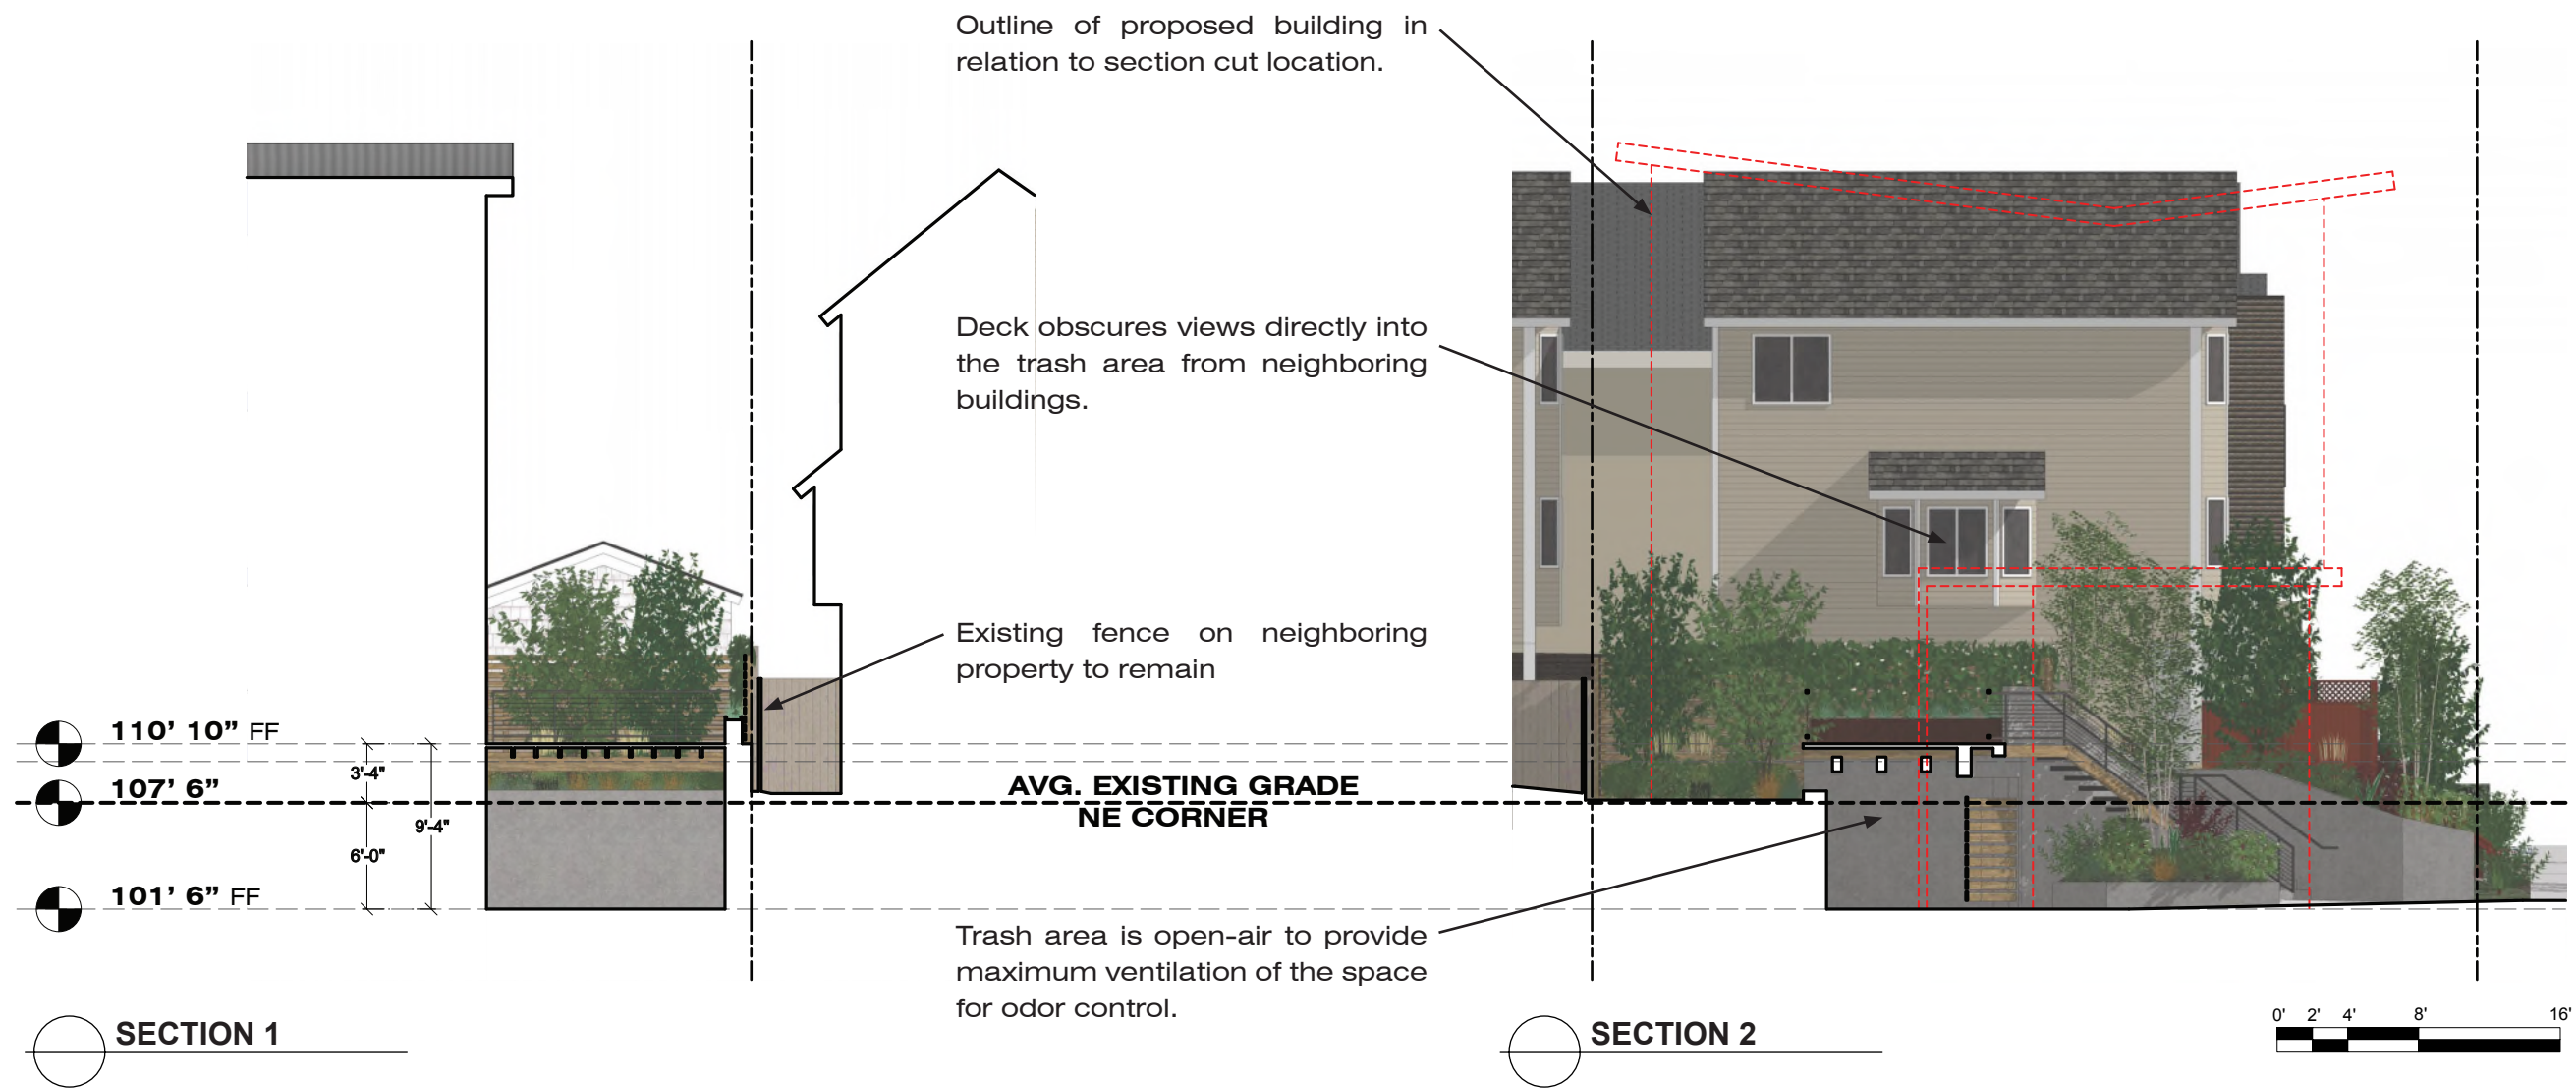 Outline of proposed building in
relation to section cut location.
Deck obscures views directly into
the trash area from neighboring
buildings.
Existing fence on neighboring
property to remain
110’ 10” FF
3'-4"
107’ 6”
9'-4"
6'-0"
101’ 6” FF
AVG. EXISTING GRADE
NE CORNER
Trash area is open-air to provide
maximum ventilation of the space
for odor control.
SECTION 1
SECTION 2
0' 2' 4' 8' 16'